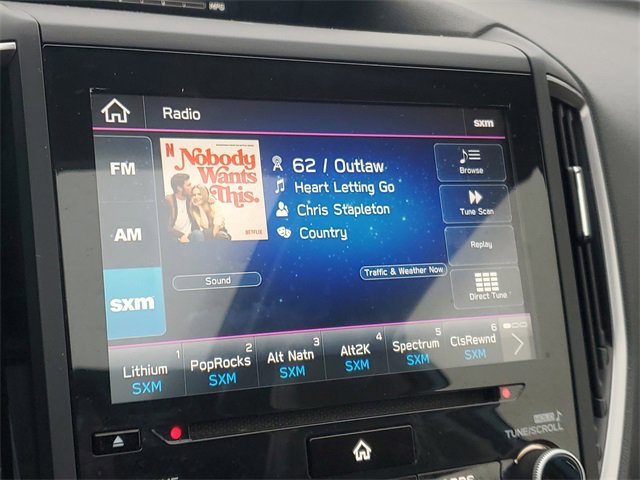 MPG
Radio
sxm
FM
AM
sxm
N
Nobody
Wants
This.
NETFLIX
62 / Outlaw
Heart Letting Go
Chris Stapleton
Country
Sound
Traffic & Weather Now
Browse
Tune Scan
Replay
Direct Tune
1
Lithium
SXM
2
PopRocks
SXM
3
Alt Natn
SXM
4
Alt2K
SXM
5
Spectrum
SXM
6
ClsRewnd
SXM
TUNE/SCROLL